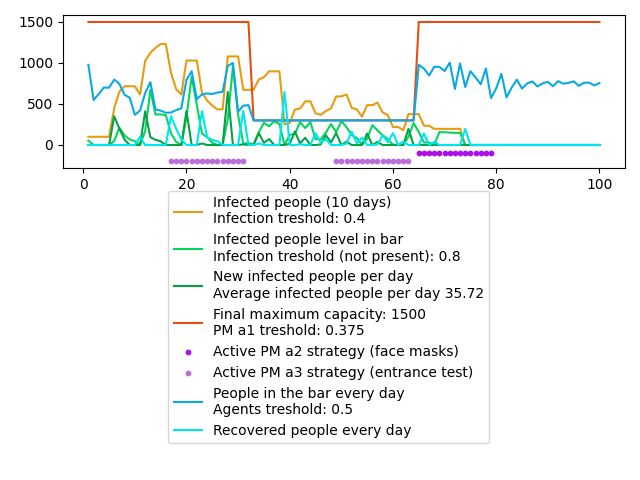 1500
1000
500
0
0 20 40 60 80 100
Infected people (10 days)
Infection treshold: 0.4
Infected people level in bar
Infection treshold (not present): 0.8
New infected people per day
Average infected people per day 35.72
Final maximum capacity: 1500
PM a1 treshold: 0.375
Active PM a2 strategy (face masks)
Active PM a3 strategy (entrance test)
People in the bar every day
Agents treshold: 0.5
Recovered people every day